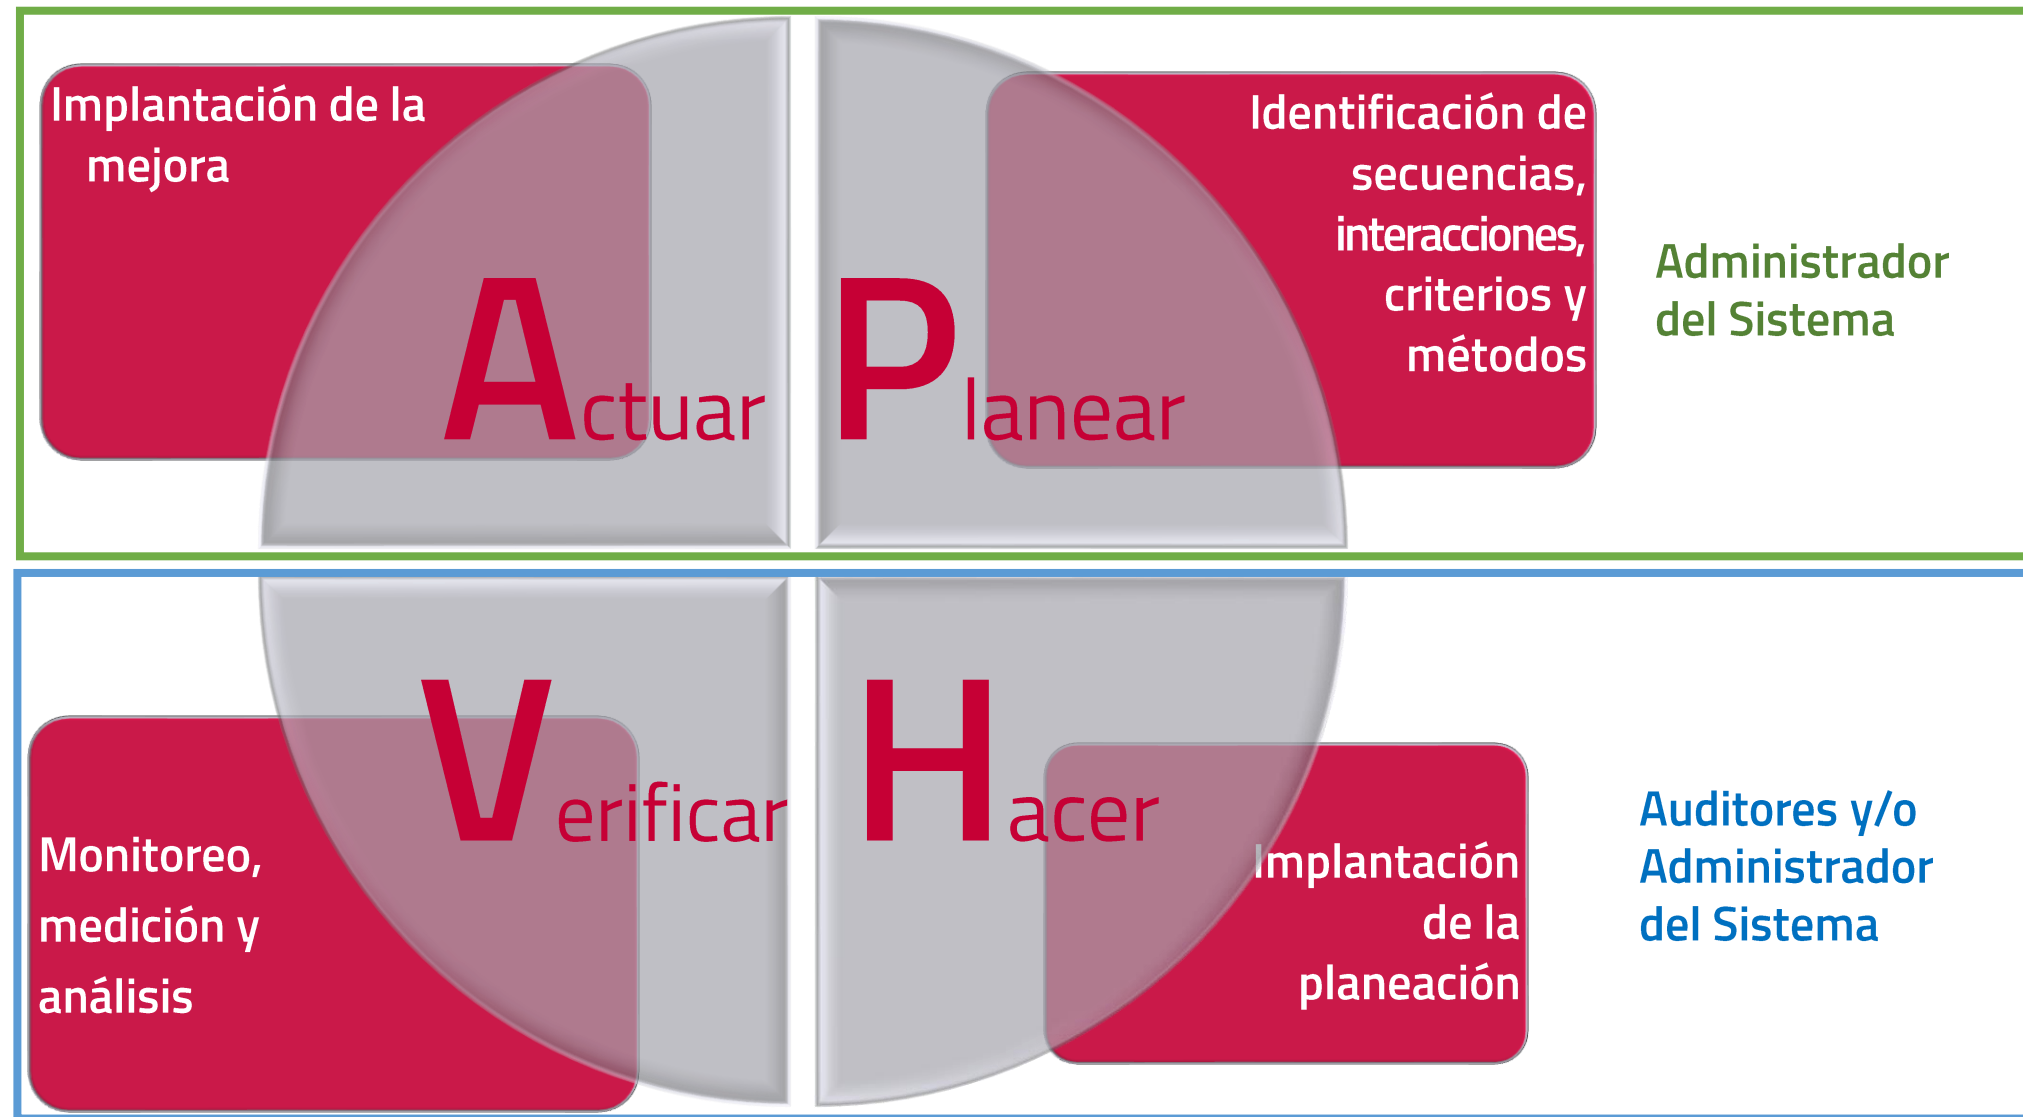 Implantación de la
mejora
Actuar
Planear
Identificación de
secuencias,
interacciones,
criterios y
métodos
Administrador
del Sistema
Verificar
Hacer
Monitoreo,
medición y
análisis
Implantación
de la
planeación
Auditores y/o
Administrador
del Sistema